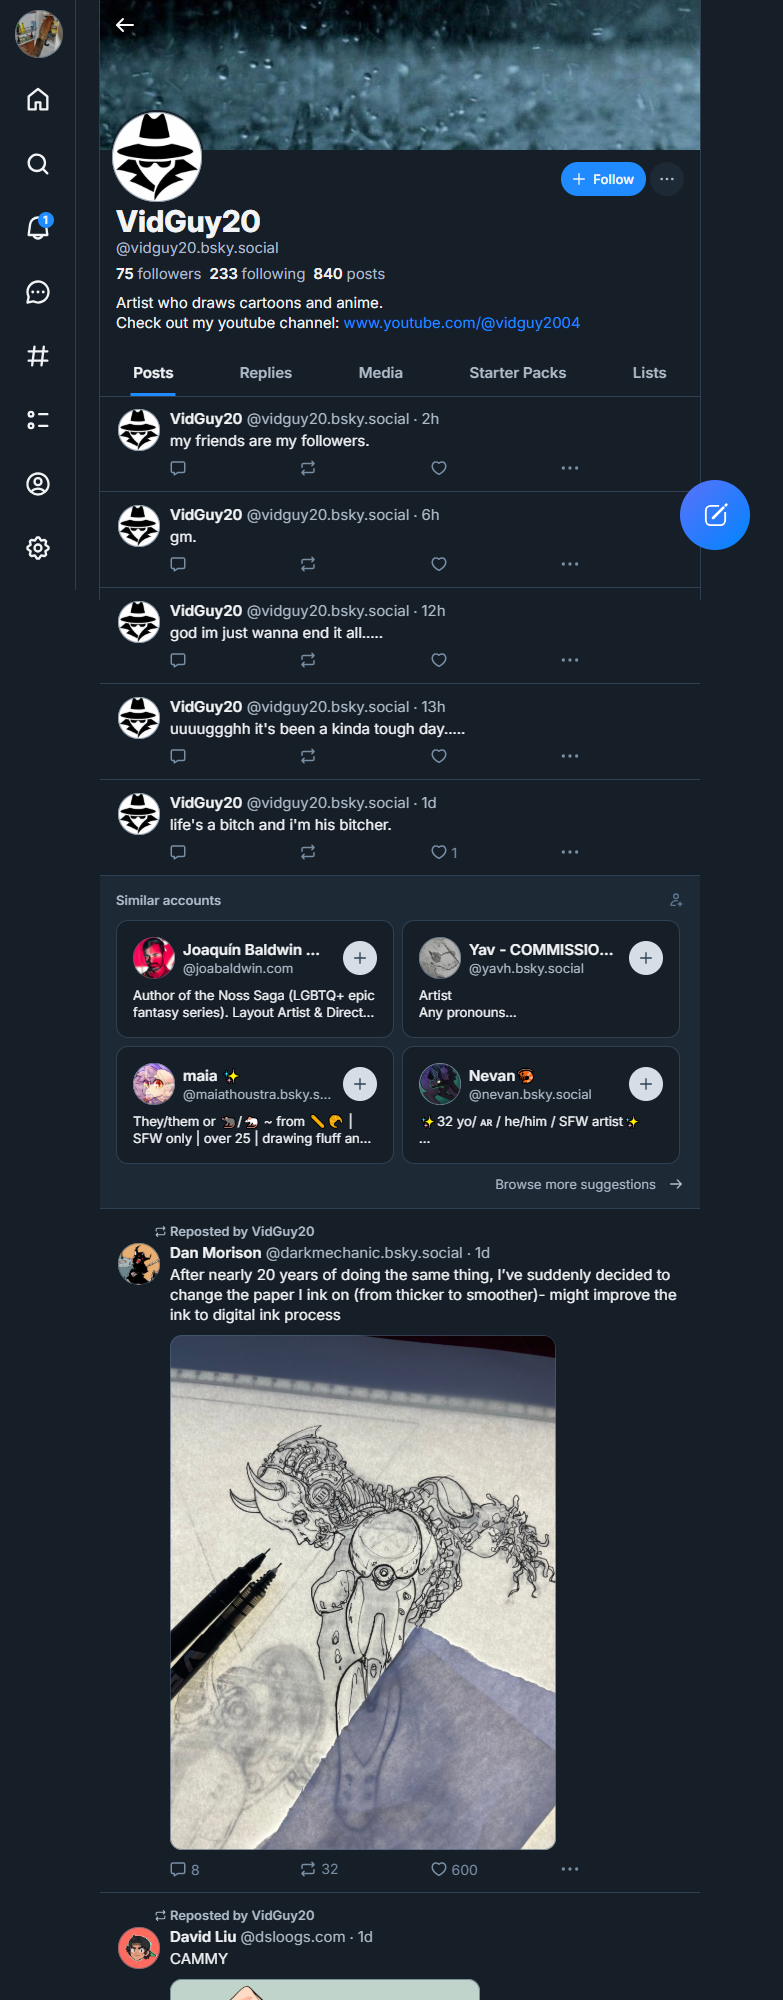 1
Follow
VidGuy20
@vidguy20.bsky.social
75 followers 233 following 840 posts
Artist who draws cartoons and anime.
Check out my youtube channel: www.youtube.com/@vidguy2004
Posts Replies Media Starter Packs Lists
VidGuy20 @vidguy20.bsky.social · 2h
my friends are my followers.
VidGuy20 @vidguy20.bsky.social · 6h
gm.
VidGuy20 @vidguy20.bsky.social · 12h
god im just wanna end it all.....
VidGuy20 @vidguy20.bsky.social · 13h
uuuuggghh it's been a kinda tough day.....
VidGuy20 @vidguy20.bsky.social · 1d
life's a bitch and i'm his bitcher.
1
Similar accounts
Joaquín Baldwin ...
@joabaldwin.com
Author of the Noss Saga (LGBTQ+ epic
fantasy series). Layout Artist & Direct...
Yav - COMMISSIO...
@yavh.bsky.social
Artist
Any pronouns...
maia ✨
@maiathoustra.bsky.s...
They/them or 🐀/🐁 ~ from 🥖🥐 |
SFW only | over 25 | drawing fluff an...
Nevan🦐
@nevan.bsky.social
✨32 yo/ ᴀʀ / he/him / SFW artist✨
...
Browse more suggestions
Reposted by VidGuy20
Dan Morison @darkmechanic.bsky.social · 1d
After nearly 20 years of doing the same thing, I've suddenly decided to
change the paper I ink on (from thicker to smoother)- might improve the
ink to digital ink process
8 32 600
Reposted by VidGuy20
David Liu @dsloogs.com · 1d
CAMMY